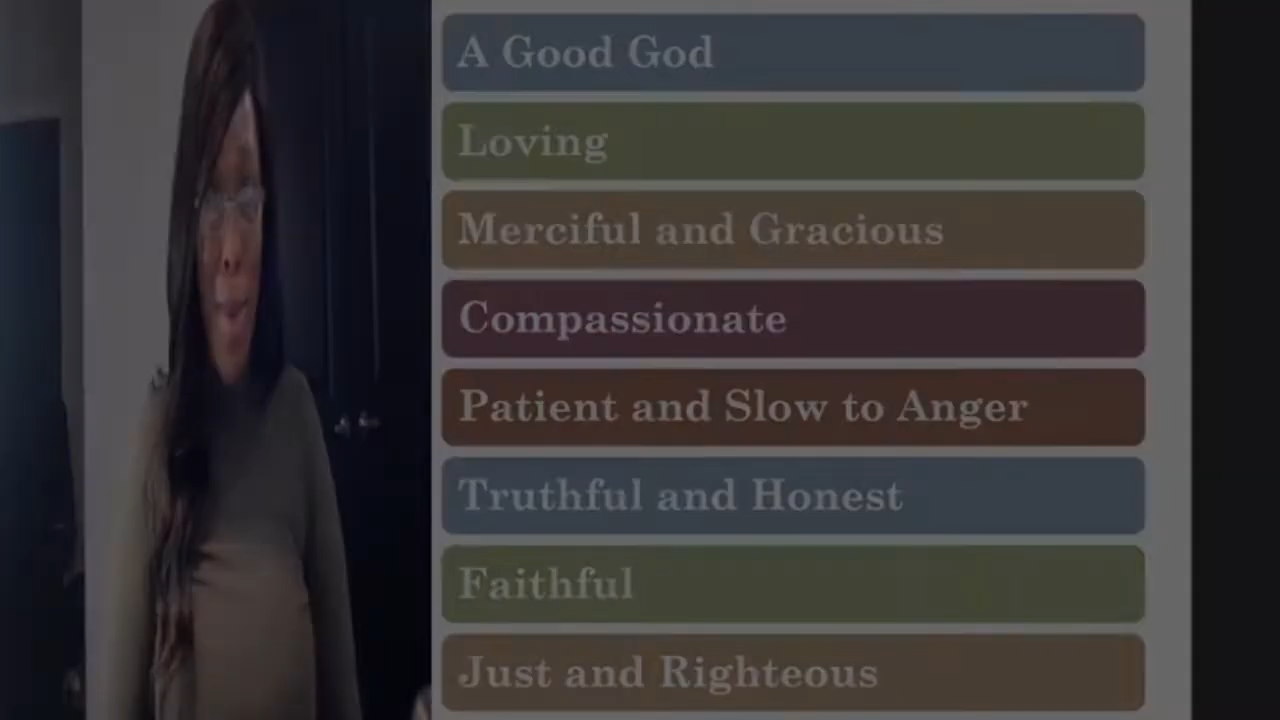 A Good God
Loving
Merciful and Gracious
Compassionate
Patient and Slow to Anger
Truthful and Honest
Faithful
Just and Righteous